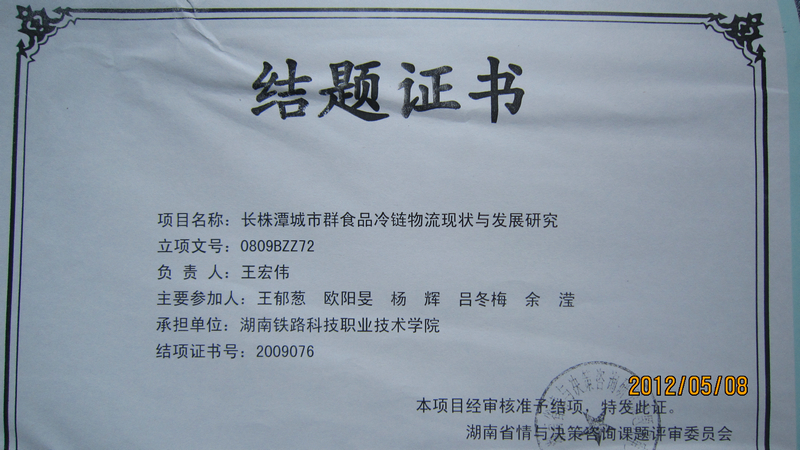 结题证书
项目名称：长株潭城市群食品冷链物流现状与发展研究
立项文号：0809BZZ72
负 责 人：王宏伟
主要参加人：王郁葱 欧阳旻 杨 辉 吕冬梅 余 滢
承担单位：湖南铁路科技职业技术学院
结项证书号：2009076
本项目经审核准予结项，特发此证。
湖南省情与决策咨询课题评审委员会
2012/05/08